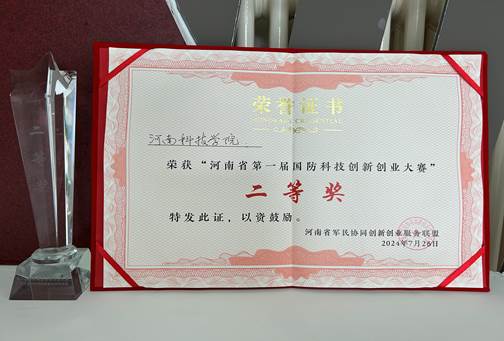 荣誉证书
河南科技学院
荣获“河南省第一届国防科技创新创业大赛”
二等奖
特发此证，以资鼓励。
河南省军民协同创新创业服务联盟
2024年7月26日